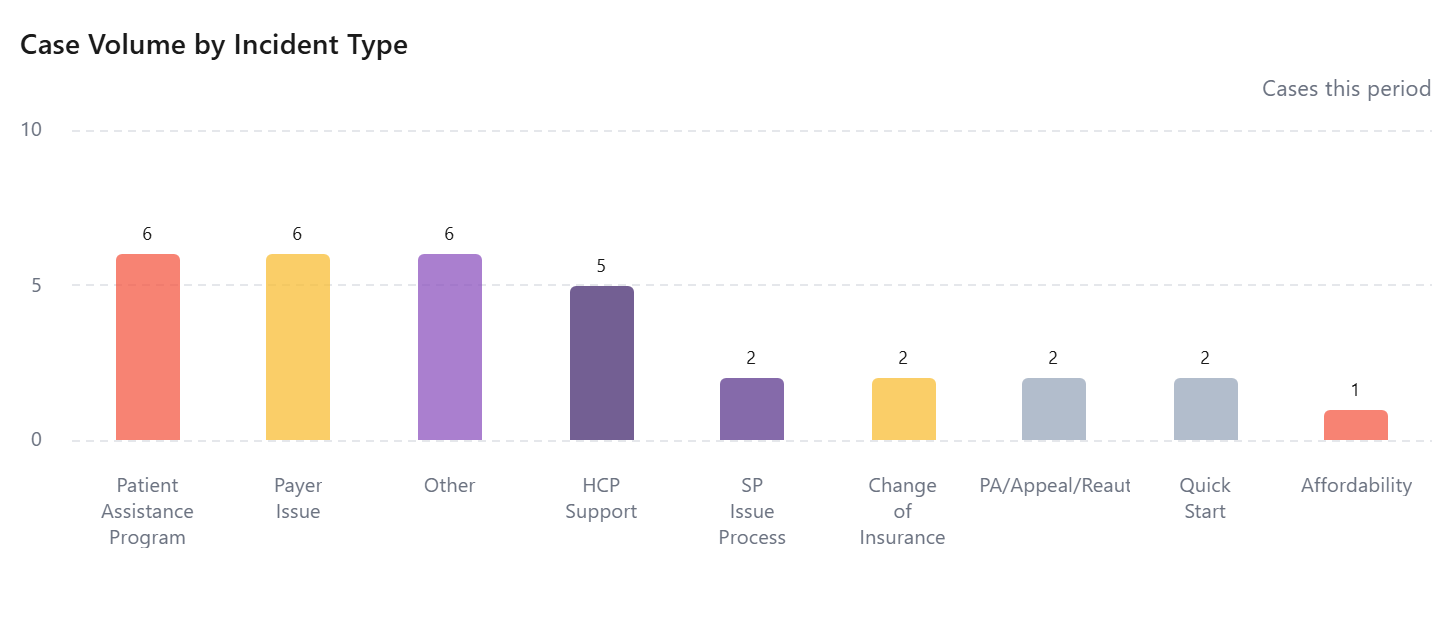 Case Volume by Incident Type
Cases this period
10
5
0
6
6
6
5
2
2
2
2
1
Patient
Assistance
Program
Payer
Issue
Other
HCP
Support
SP
Issue
Process
Change
of
Insurance
PA/Appeal/Reaut
Quick
Start
Affordability